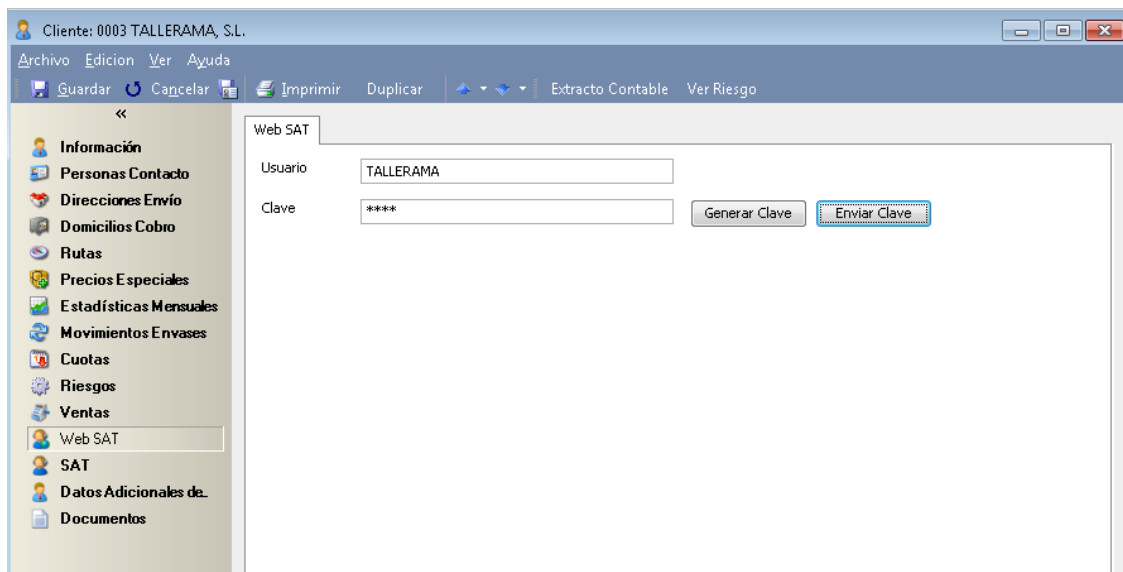 Cliente: 0003 TALLERAMA, S.L.
Archivo Edicion Ver Ayuda
Guardar Cancelar Imprimir Duplicar Extracto Contable Ver Riesgo
«
Web SAT
Información
Usuario TALLERAMA
Personas Contacto
Direcciones Envío
Clave **** Generar Clave Enviar Clave
Domicilios Cobro
Rutas
Precios Especiales
Estadísticas Mensuales
Movimientos Envases
Cuotas
Riesgos
Ventas
Web SAT
SAT
Datos Adicionales de...
Documentos